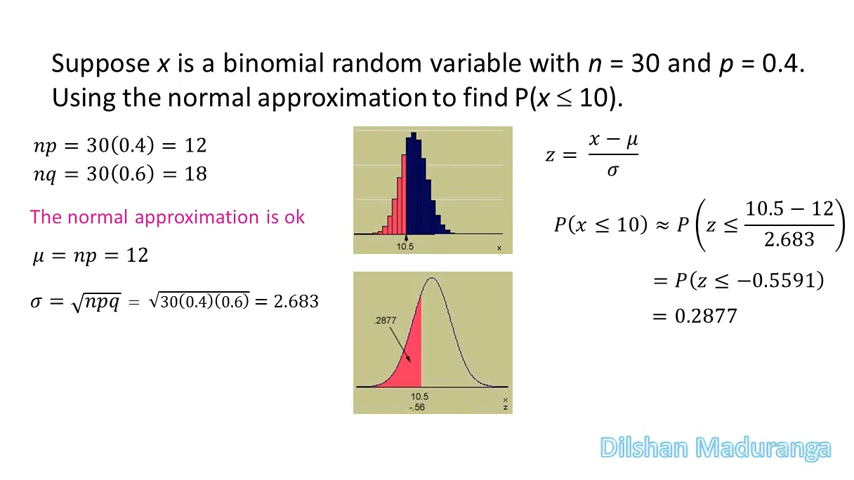 Suppose x is a binomial random variable with n = 30 and p = 0.4.
Using the normal approximation to find P(x ≤ 10).
np = 30(0.4) = 12
nq = 30(0.6) = 18
The normal approximation is ok
μ = np = 12
σ = √npq = √30(0.4)(0.6) = 2.683
10.5 x
.2877
10.5 x
-.56 z
z = (x − μ)/σ
P(x ≤ 10) ≈ P(z ≤ (10.5 − 12)/2.683)
= P(z ≤ −0.5591)
= 0.2877
Dilshan Maduranga